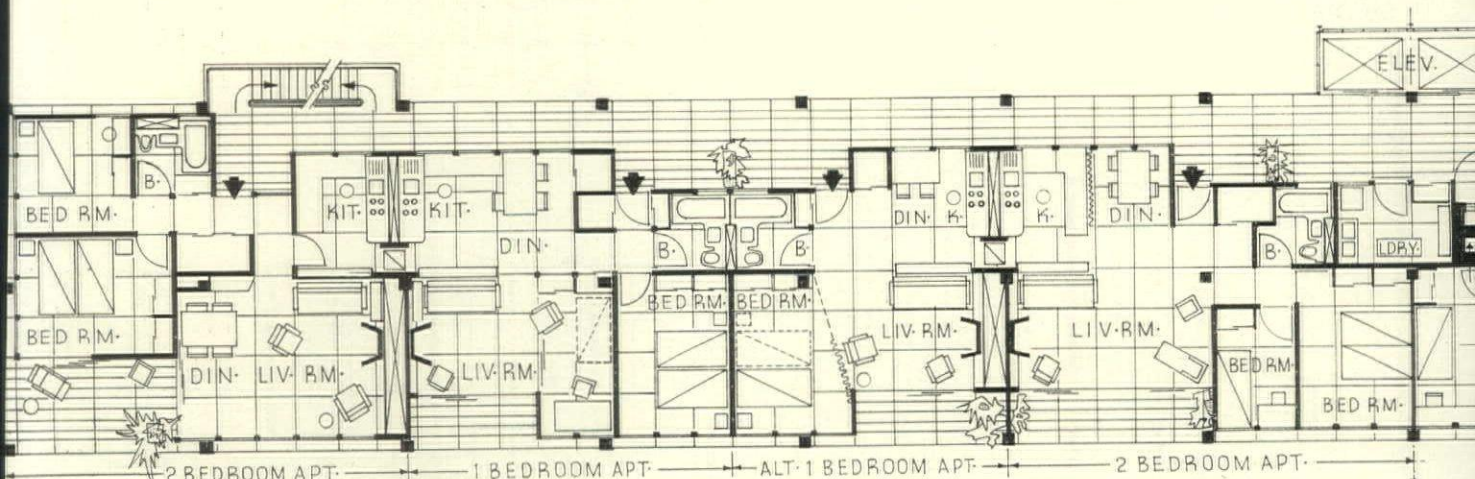 ELEV.
BED RM.
B.
KIT.
KIT.
DIN.
B.
B.
DIN.
K.
K.
DIN.
B.
LDRY.
BED RM.
DIN.
LIV. RM.
LIV. RM.
BED RM.
BED RM.
LIV. RM.
LIV. RM.
BED RM.
BED RM.
2 BEDROOM APT.
1 BEDROOM APT.
ALT. 1 BEDROOM APT.
2 BEDROOM APT.